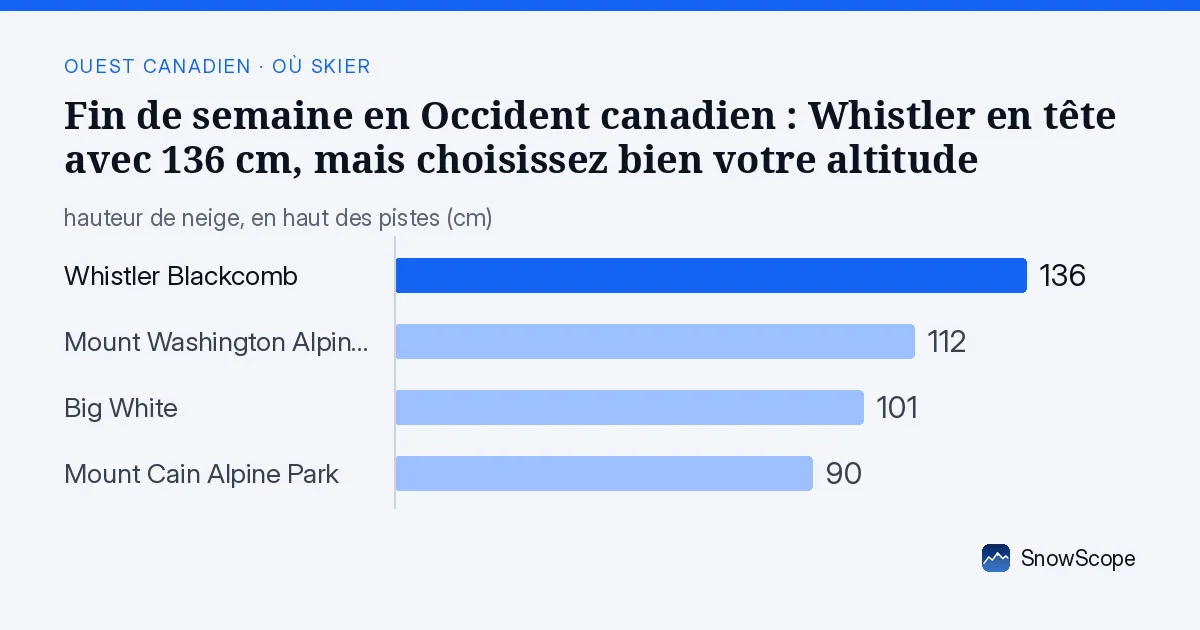 OUEST CANADIEN · OÙ SKIER
Fin de semaine en Occident canadien : Whistler en tête
avec 136 cm, mais choisissez bien votre altitude
hauteur de neige, en haut des pistes (cm)
Whistler Blackcomb 136
Mount Washington Alpin... 112
Big White 101
Mount Cain Alpine Park 90
SnowScope